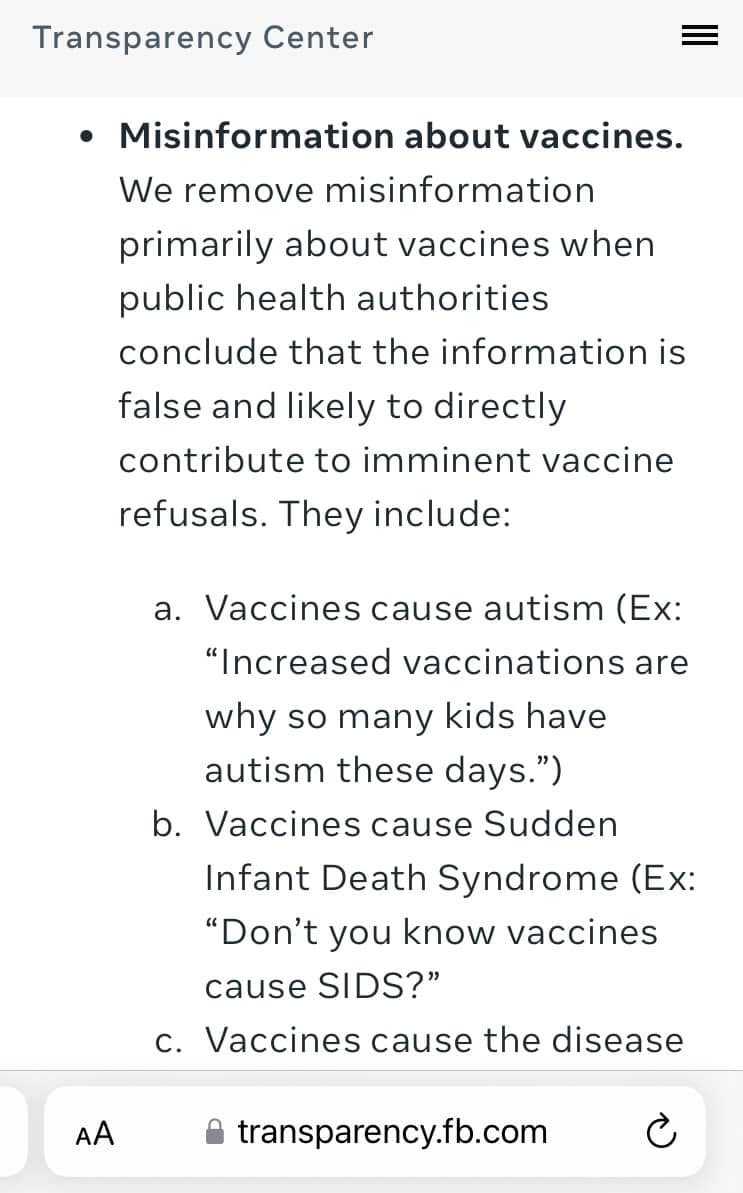 Transparency Center
• Misinformation about vaccines.
We remove misinformation
primarily about vaccines when
public health authorities
conclude that the information is
false and likely to directly
contribute to imminent vaccine
refusals. They include:
a. Vaccines cause autism (Ex:
“Increased vaccinations are
why so many kids have
autism these days.”)
b. Vaccines cause Sudden
Infant Death Syndrome (Ex:
“Don’t you know vaccines
cause SIDS?”
c. Vaccines cause the disease
AA transparency.fb.com